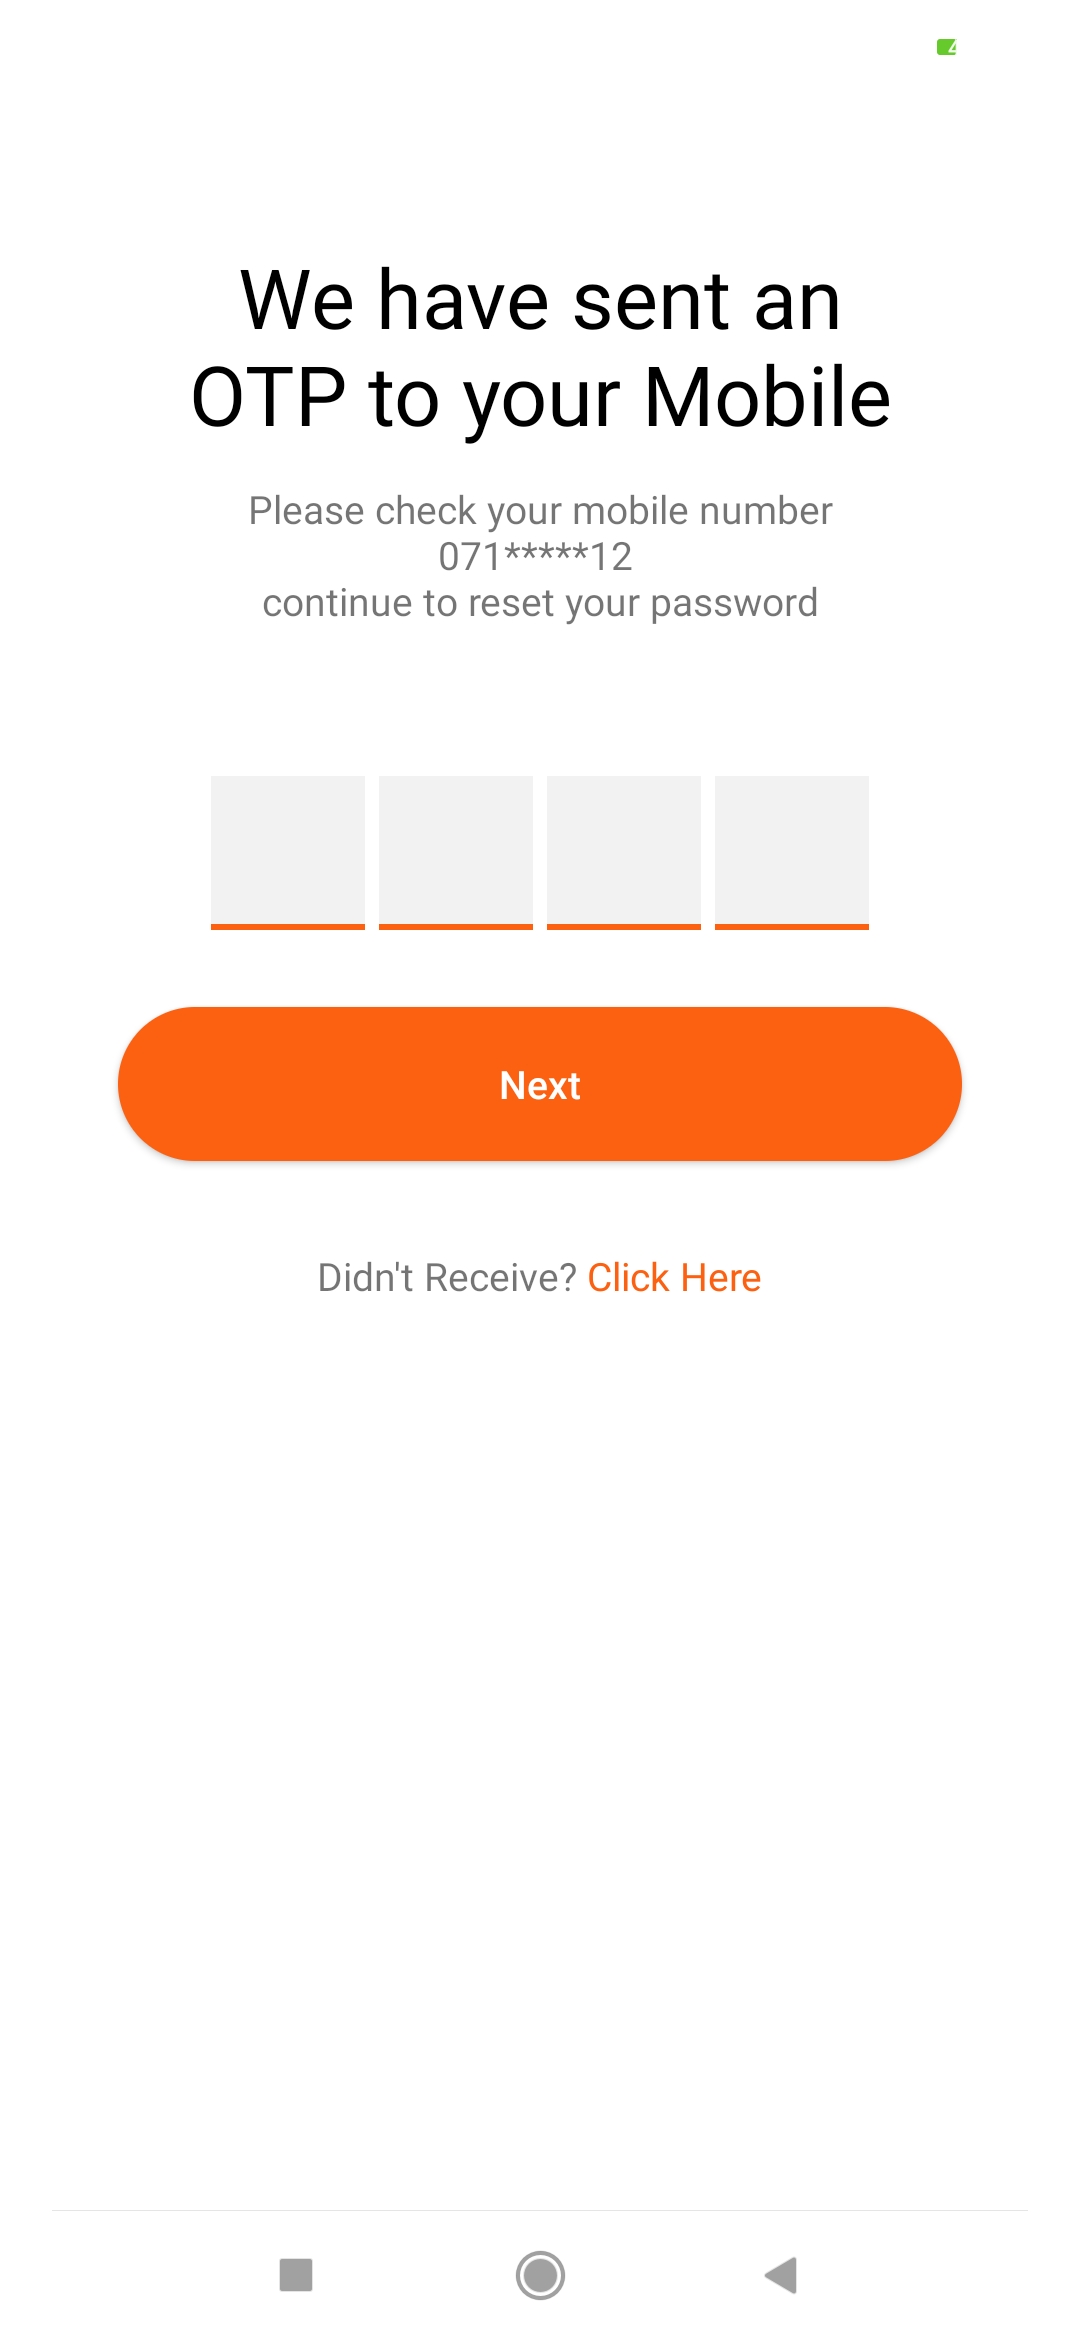 We have sent an
OTP to your Mobile
Please check your mobile number
071*****12
continue to reset your password
Next
Didn't Receive? Click Here